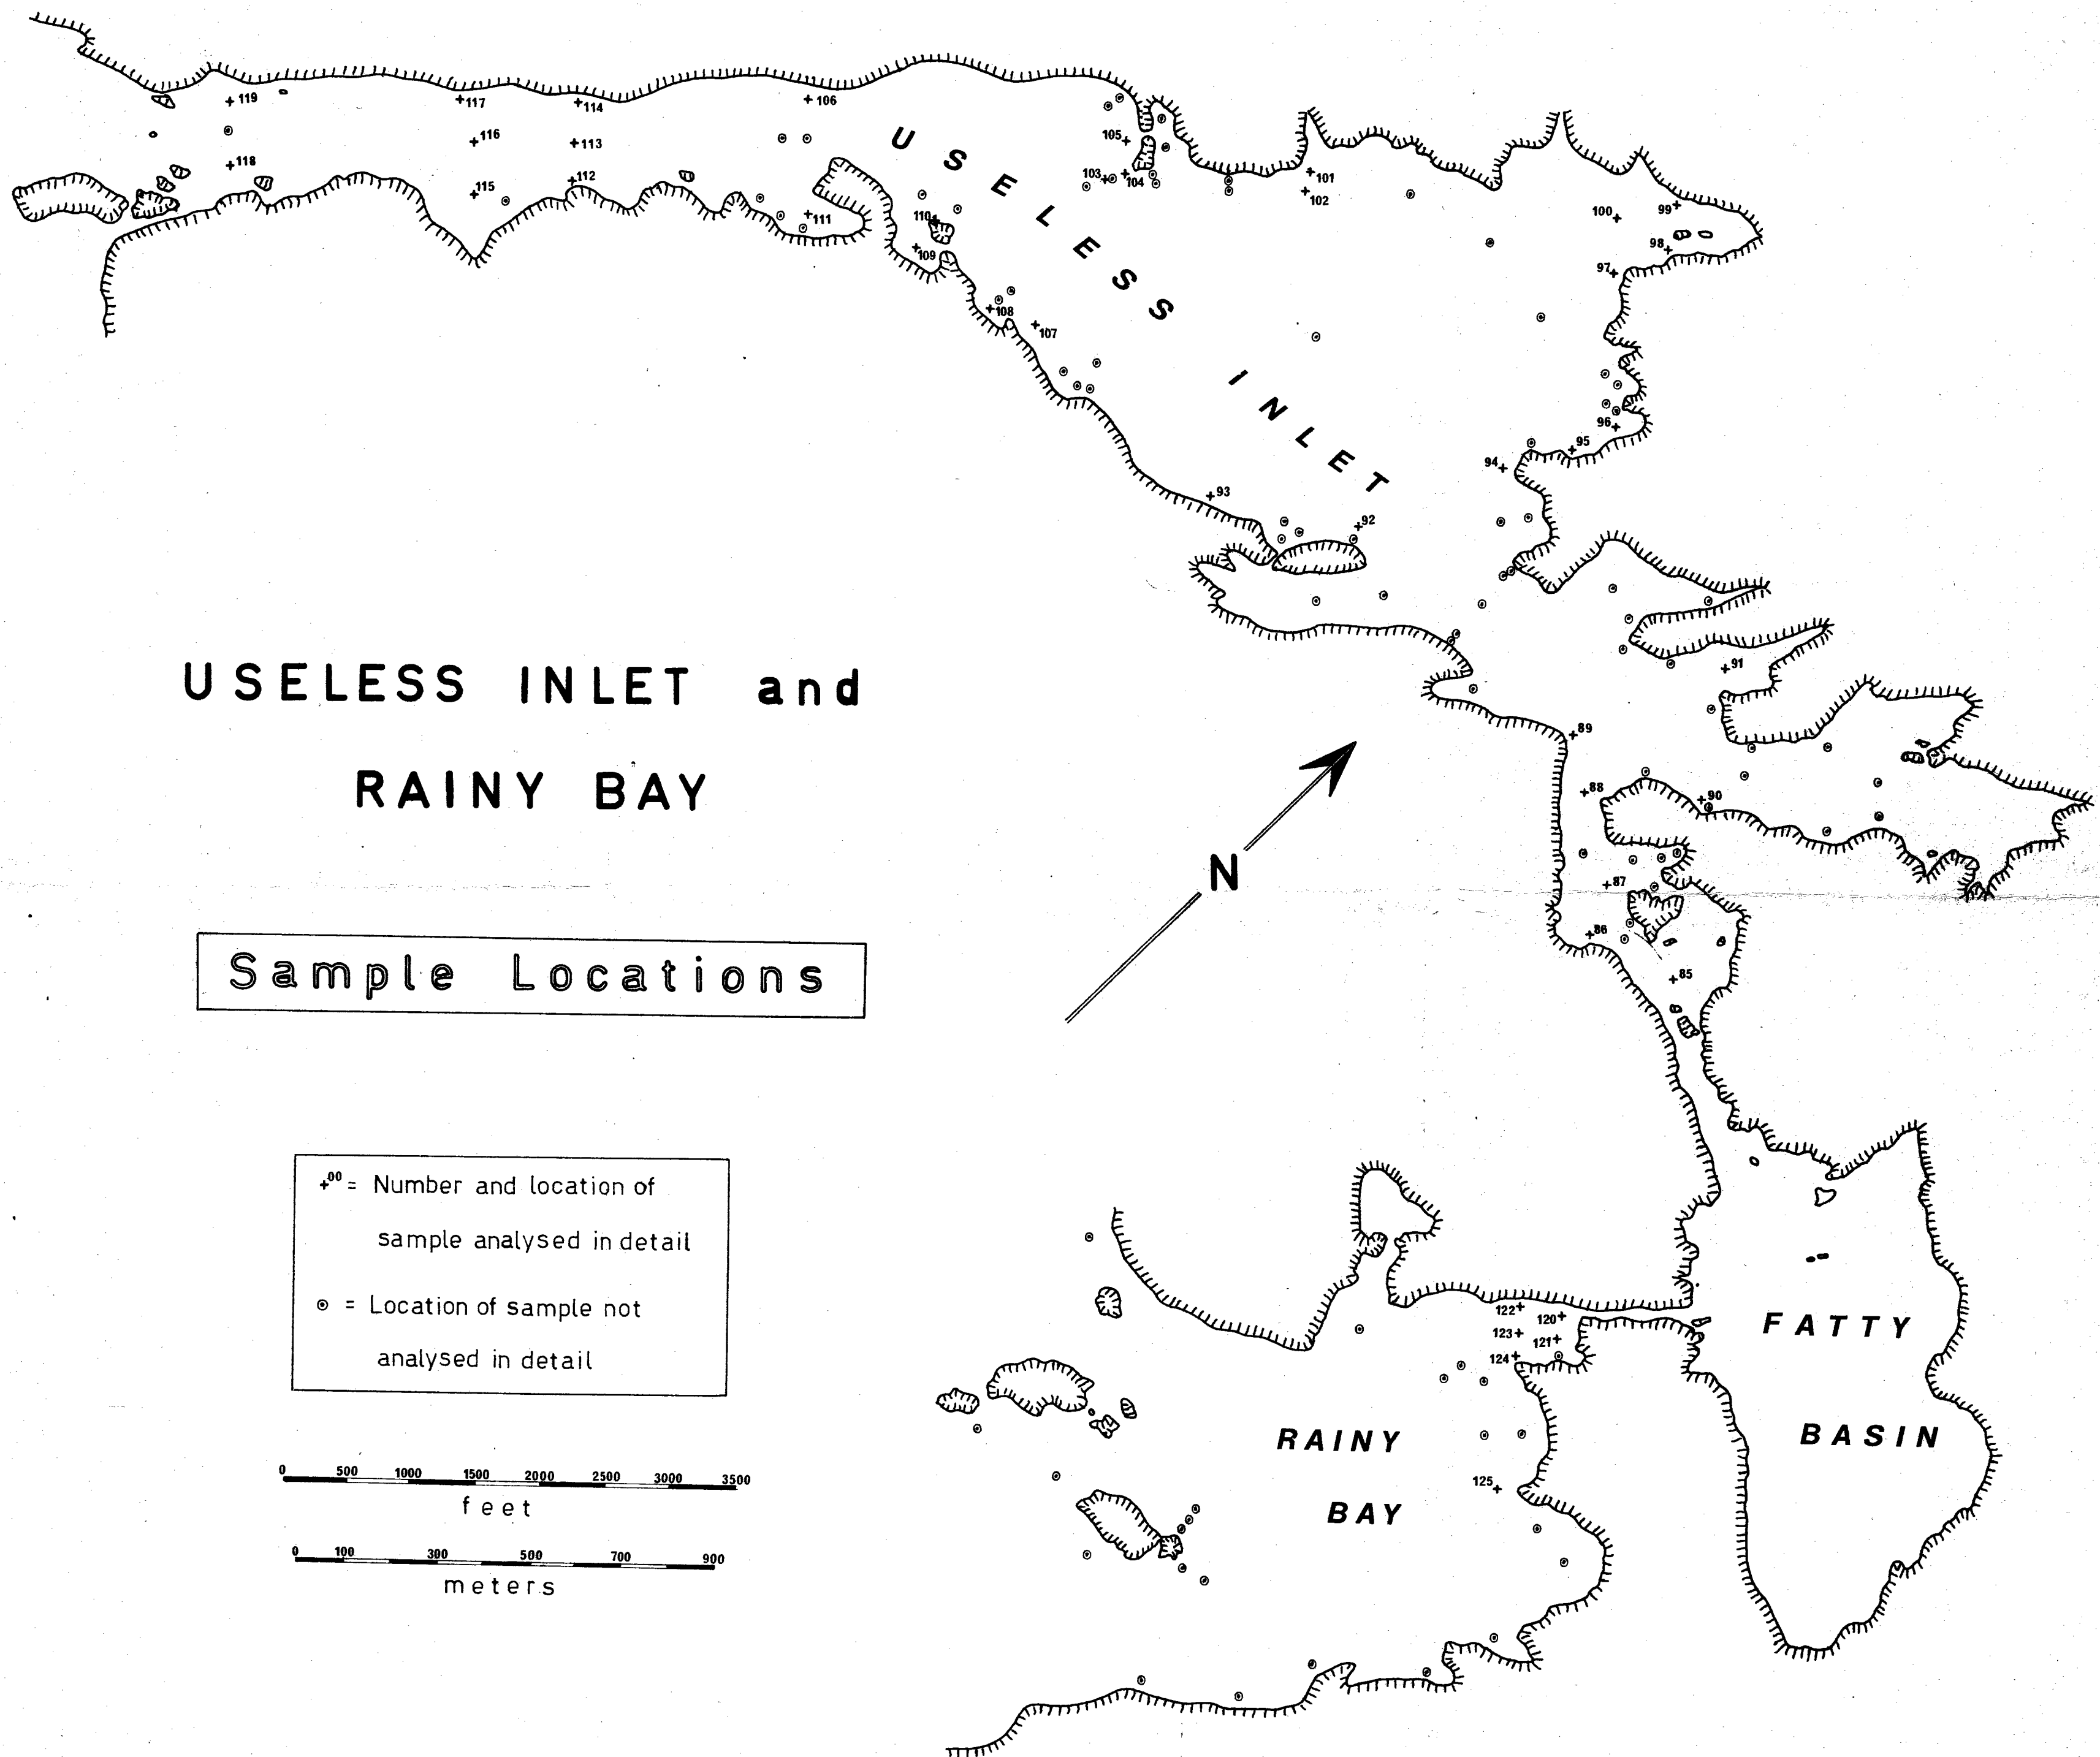 119
117
114
106
116
113
105
118
112
103
104
101
115
102
111
110
100
99
109
98
97
108
107
96
95
94
93
92
91
89
88
90
87
86
85
122
120
123
121
124
125
USELESS
INLET
USELESS INLET and
RAINY BAY
N
Sample Locations
+00 = Number and location of
sample analysed in detail
⊙ = Location of sample not
analysed in detail
0 500 1000 1500 2000 2500 3000 3500
feet
0 100 300 500 700 900
meters
FATTY
BASIN
RAINY
BAY